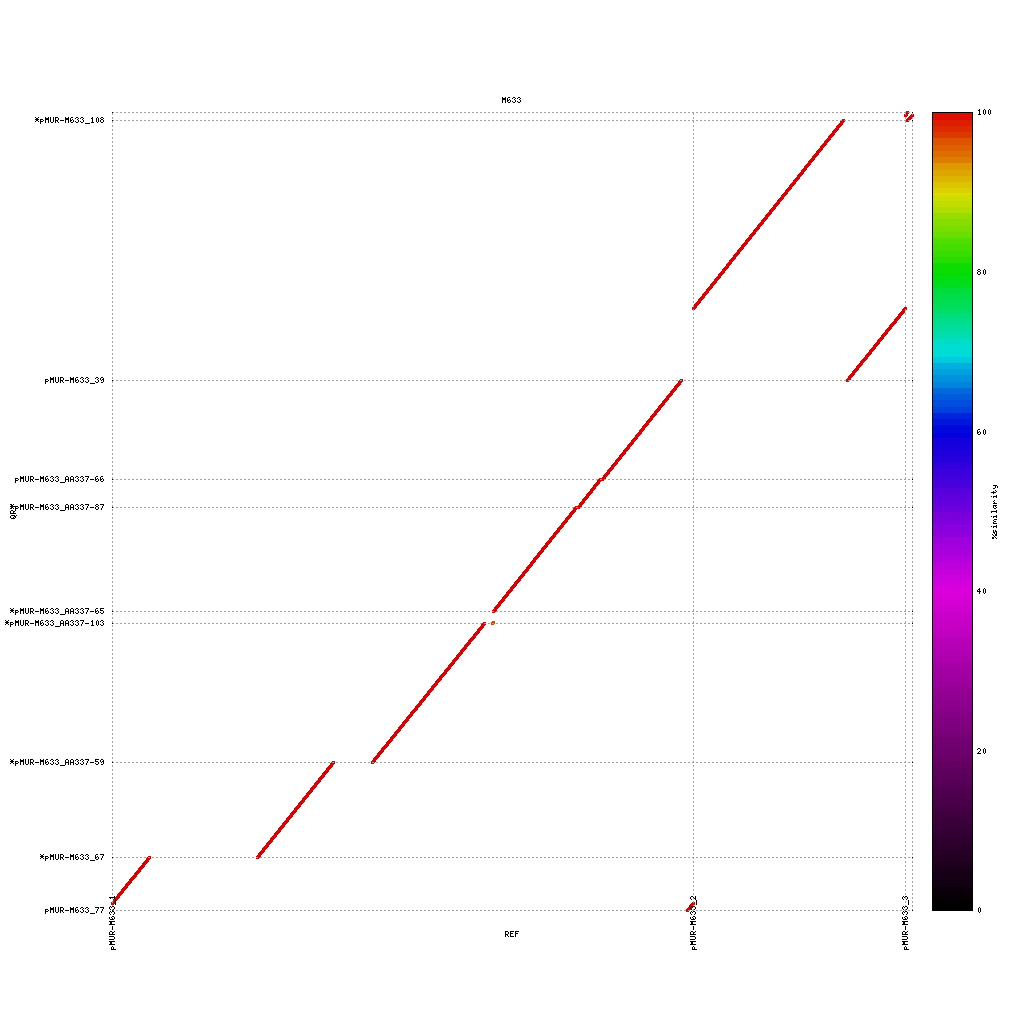 M633
*pMUR-M633_108
100
80
pMUR-M633_39
60
pMUR-M633_AA337-66
*pMUR-M633_AA337-87
QRY
%similarity
40
*pMUR-M633_AA337-65
*pMUR-M633_AA337-103
20
*pMUR-M633_AA337-59
*pMUR-M633_67
pMUR-M633_77
0
pMUR-M633_1
pMUR-M633_2
pMUR-M633_3
REF